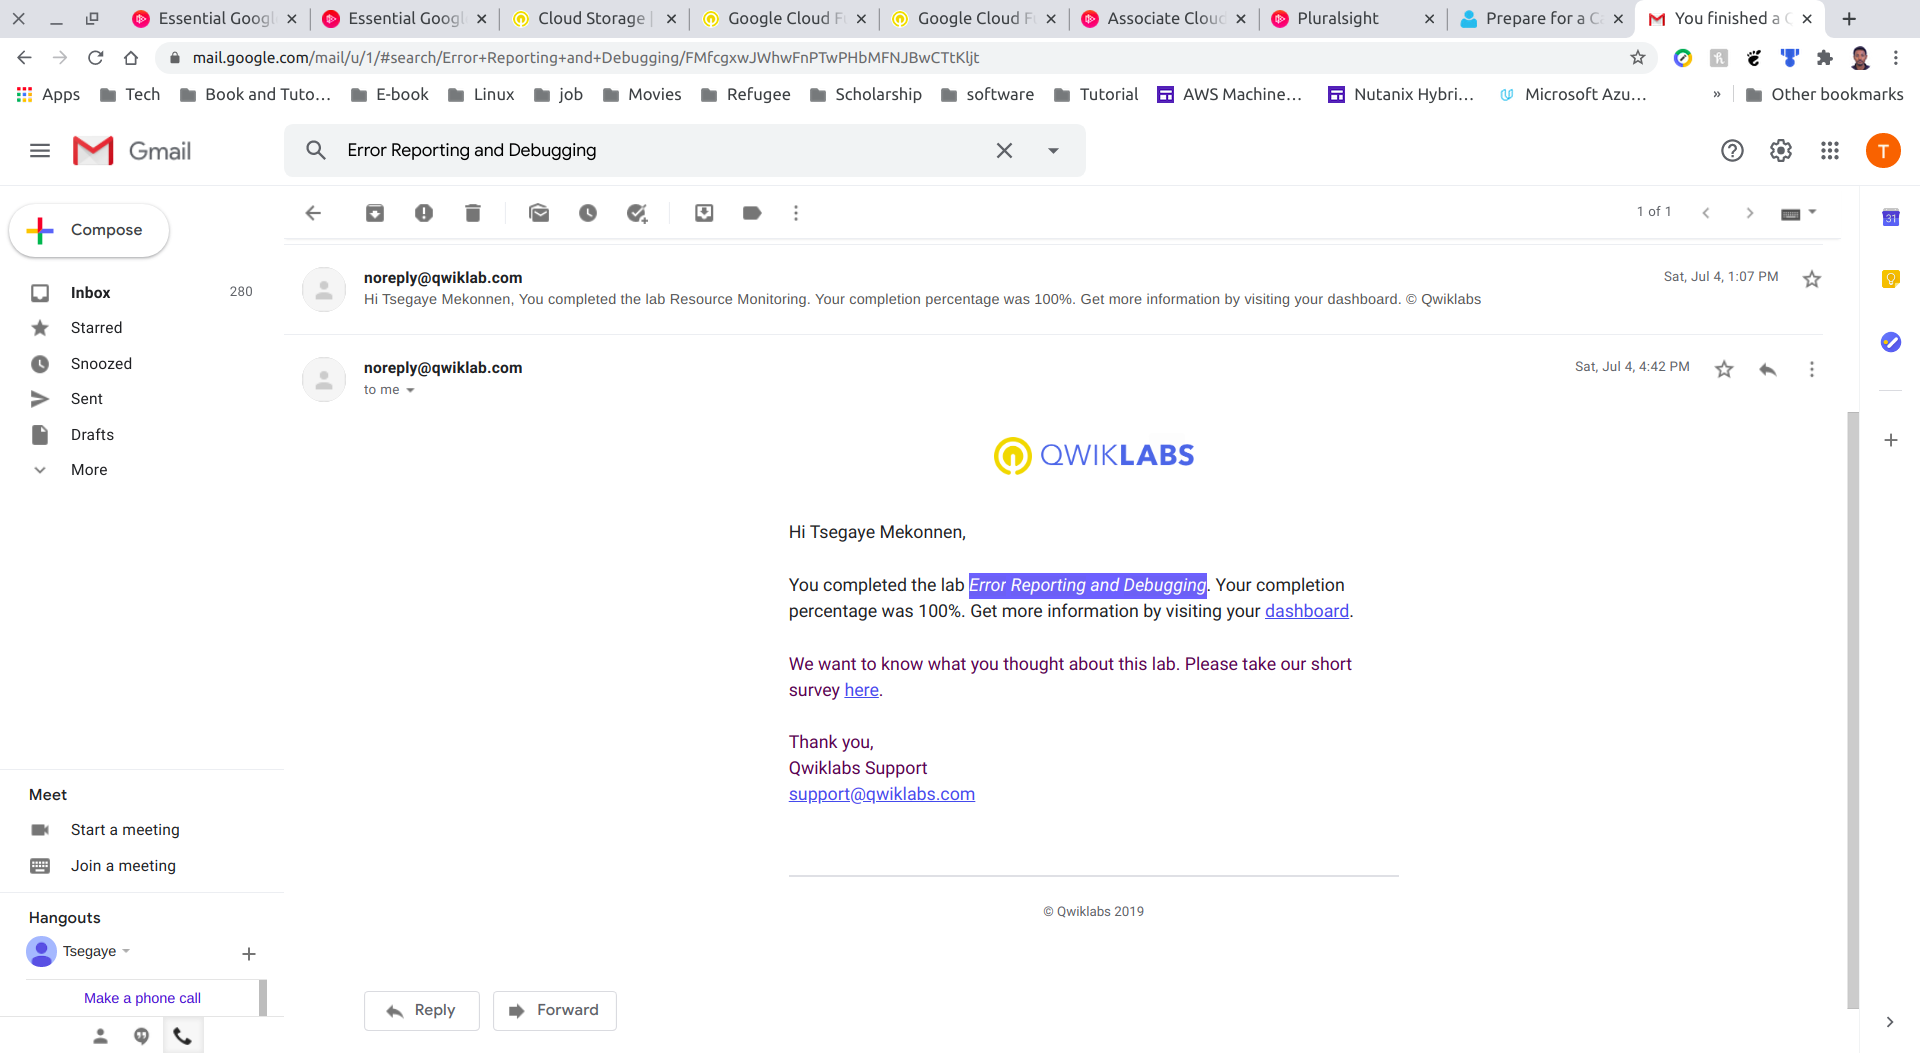 Essential Googl
Essential Googl
Cloud Storage |
Google Cloud F
Google Cloud F
Associate Cloud
Pluralsight
Prepare for a C
You finished a
mail.google.com/mail/u/1/#search/Error+Reporting+and+Debugging/FMfcgxwJWhwFnPTwPHbMFNJBwCTtKljt
Apps
Tech
Book and Tuto...
E-book
Linux
job
Movies
Refugee
Scholarship
software
Tutorial
AWS Machine...
Nutanix Hybri...
Microsoft Azu...
»
Other bookmarks
Gmail
Error Reporting and Debugging
T
Compose
1 of 1
31
Inbox 280
Starred
Snoozed
Sent
Drafts
More
noreply@qwiklab.com
Sat, Jul 4, 1:07 PM
Hi Tsegaye Mekonnen, You completed the lab Resource Monitoring. Your completion percentage was 100%. Get more information by visiting your dashboard. © Qwiklabs
noreply@qwiklab.com
Sat, Jul 4, 4:42 PM
to me
QWIKLABS
Hi Tsegaye Mekonnen,
You completed the lab Error Reporting and Debugging. Your completion
percentage was 100%. Get more information by visiting your dashboard.
We want to know what you thought about this lab. Please take our short
survey here.
Thank you,
Qwiklabs Support
support@qwiklabs.com
© Qwiklabs 2019
Reply
Forward
Meet
Start a meeting
Join a meeting
Hangouts
Tsegaye
Make a phone call